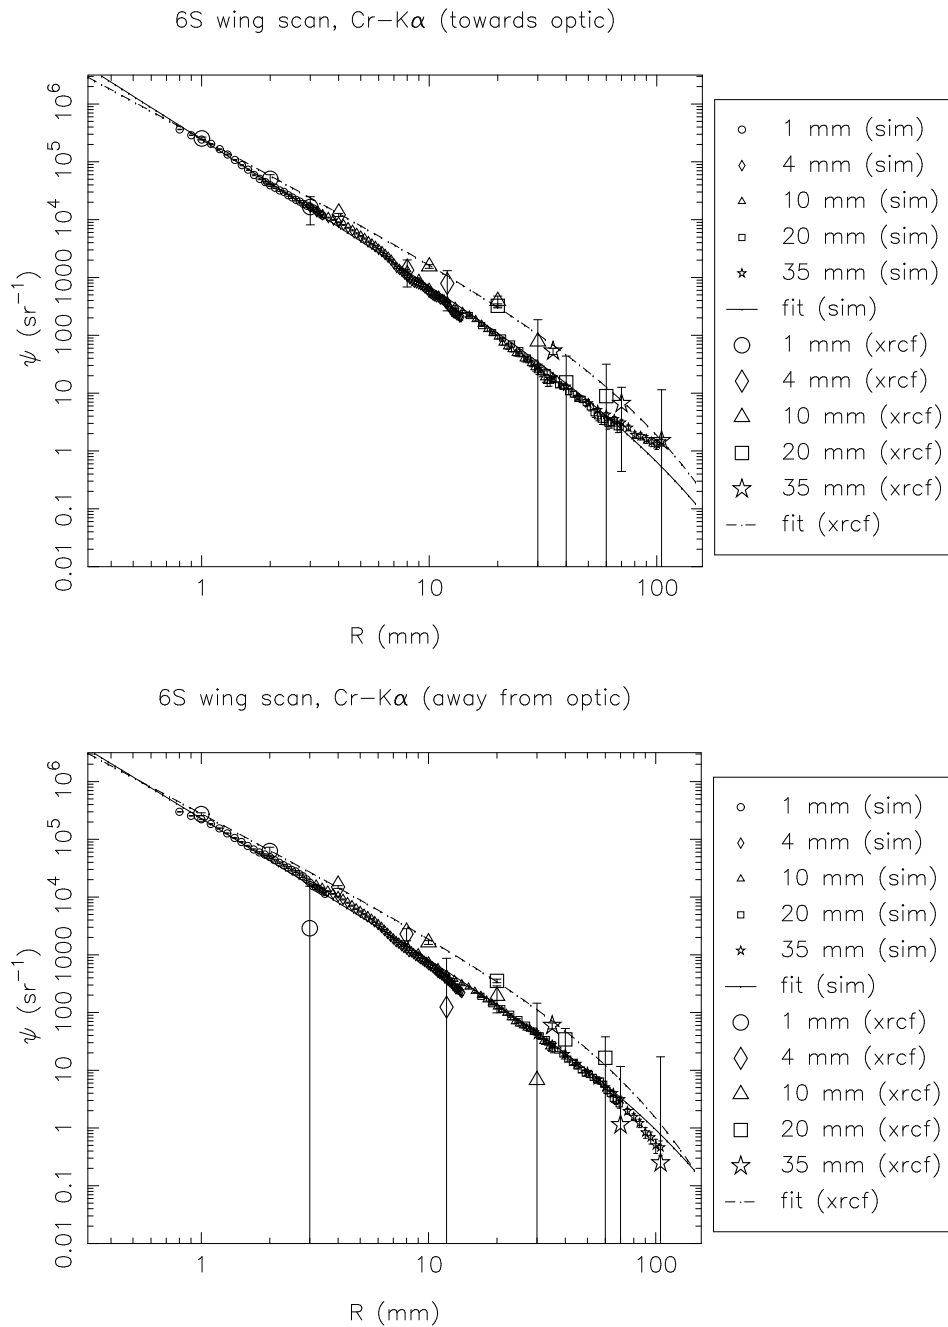 6S wing scan, Cr−Kα (towards optic)
10⁶
10⁵
10⁴
1000
100
10
1
0.1
0.01
ψ (sr⁻¹)
1 10 100
R (mm)
1 mm (sim)
4 mm (sim)
10 mm (sim)
20 mm (sim)
35 mm (sim)
fit (sim)
1 mm (xrcf)
4 mm (xrcf)
10 mm (xrcf)
20 mm (xrcf)
35 mm (xrcf)
fit (xrcf)
6S wing scan, Cr−Kα (away from optic)
10⁶
10⁵
10⁴
1000
100
10
1
0.1
0.01
ψ (sr⁻¹)
1 10 100
R (mm)
1 mm (sim)
4 mm (sim)
10 mm (sim)
20 mm (sim)
35 mm (sim)
fit (sim)
1 mm (xrcf)
4 mm (xrcf)
10 mm (xrcf)
20 mm (xrcf)
35 mm (xrcf)
fit (xrcf)